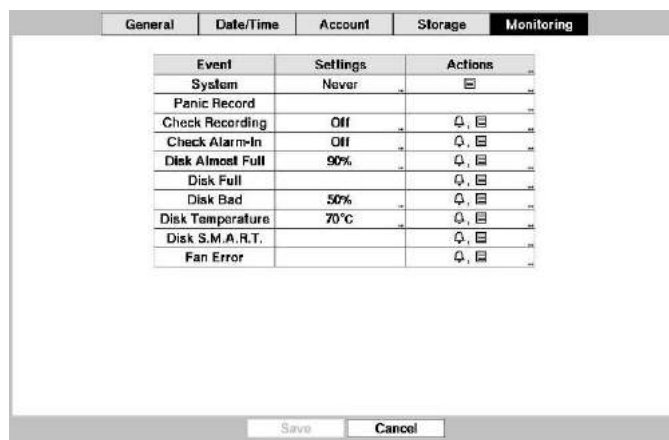 General Date/Time Account Storage Monitoring
Event Settings Actions
System Never
Panic Record
Check Recording Off
Check Alarm-In Off
Disk Almost Full 90%
Disk Full
Disk Bad 50%
Disk Temperature 70°C
Disk S.M.A.R.T.
Fan Error
Save Cancel